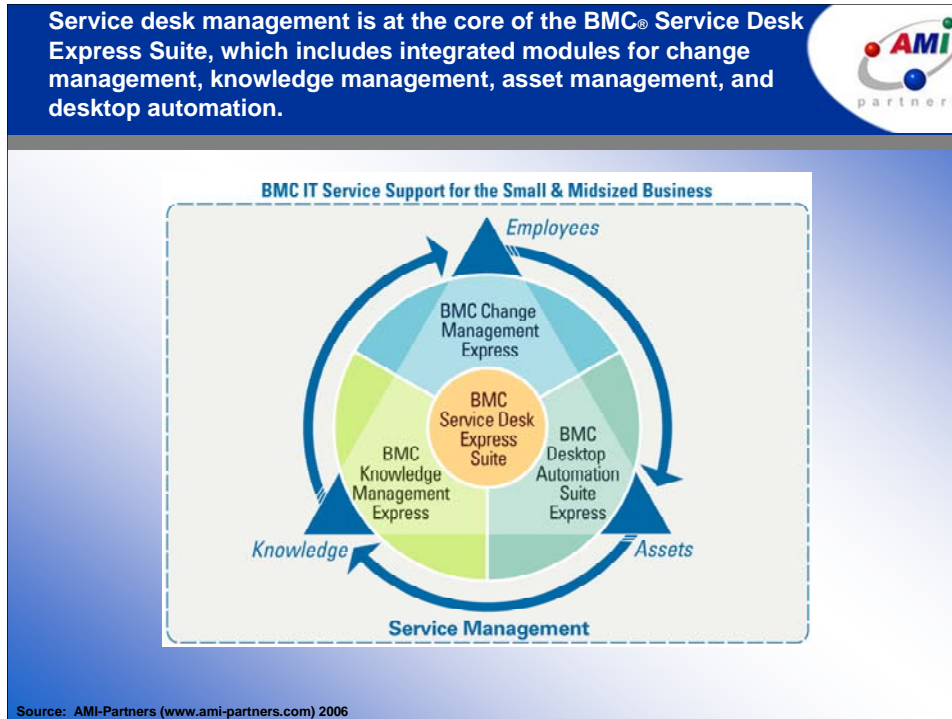 Service desk management is at the core of the BMC® Service Desk
Express Suite, which includes integrated modules for change
management, knowledge management, asset management, and
desktop automation.
AMI
partner
BMC IT Service Support for the Small & Midsized Business
Employees
BMC Change
Management
Express
BMC
Service Desk
Express
Suite
BMC
Knowledge
Management
Express
BMC
Desktop
Automation
Suite
Express
Knowledge
Assets
Service Management
Source: AMI-Partners (www.ami-partners.com) 2006